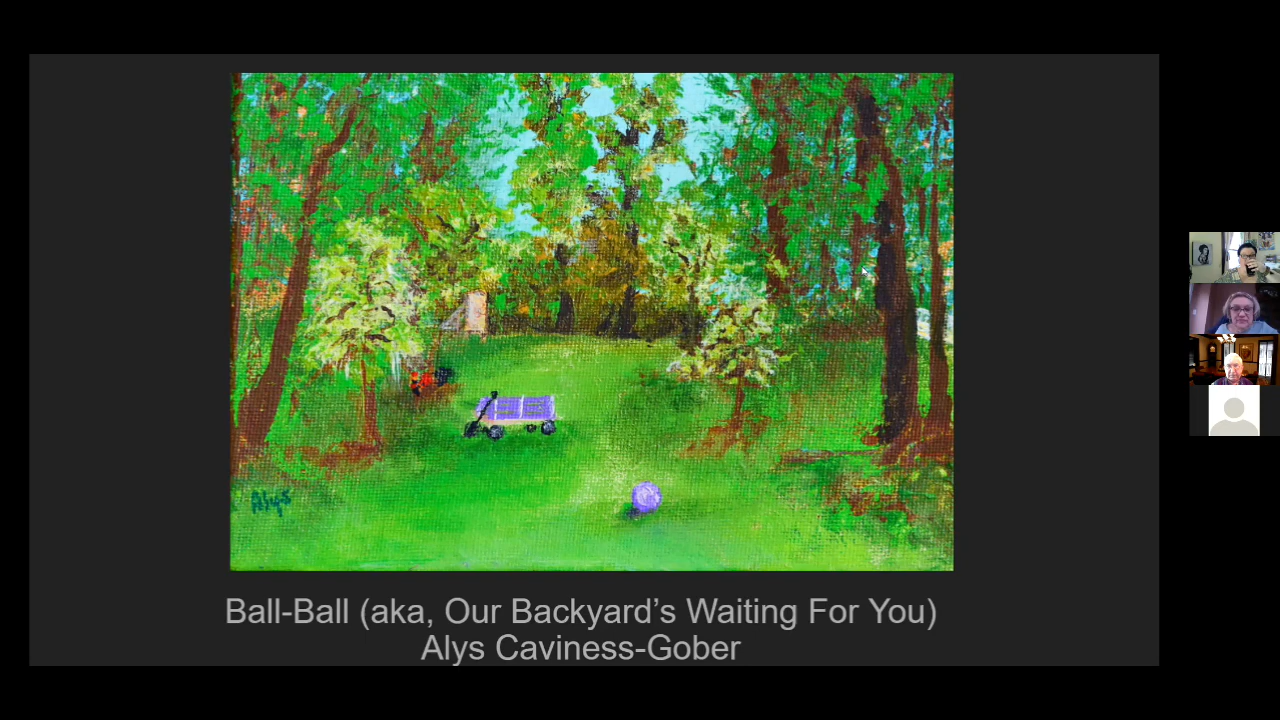 Alys
Ball-Ball (aka, Our Backyard’s Waiting For You)
Alys Caviness-Gober